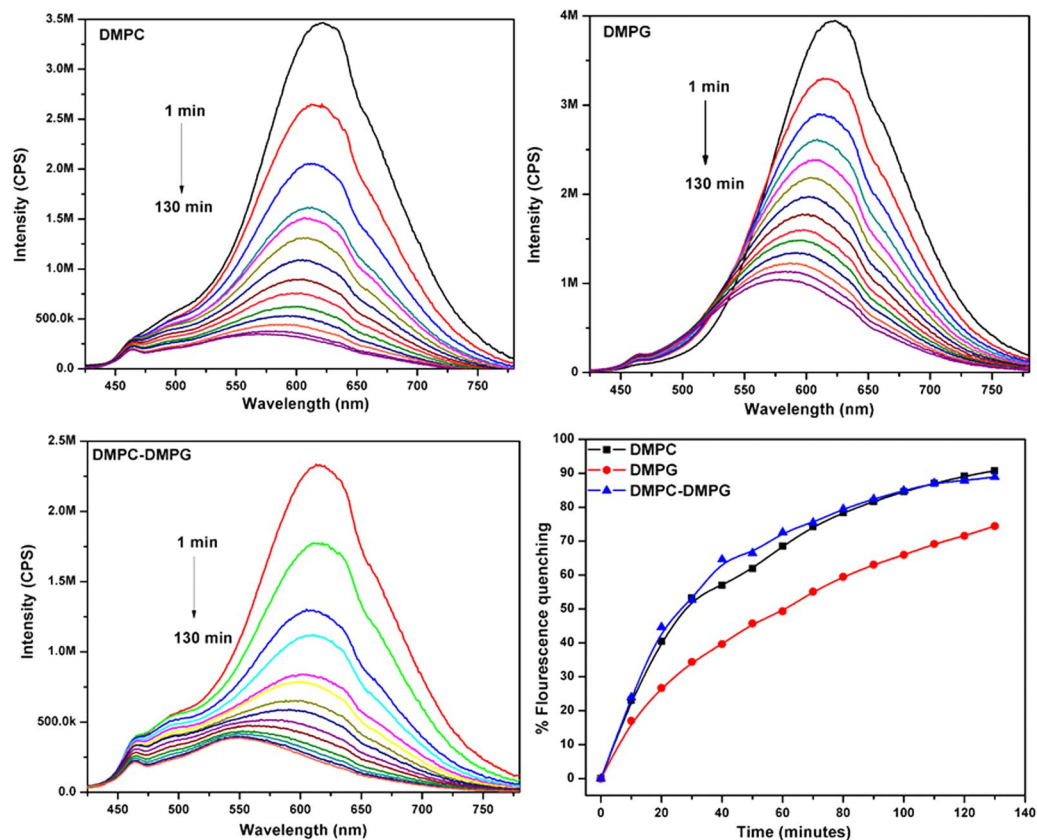 DMPC
3.5M
3.0M
2.5M
2.0M
1.5M
1.0M
500.0k
0.0
Intensity (CPS)
1 min
130 min
450 500 550 600 650 700 750
Wavelength (nm)
DMPG
4M
3M
2M
1M
0
Intensity (CPS)
1 min
130 min
450 500 550 600 650 700 750
Wavelength (nm)
DMPC-DMPG
2.5M
2.0M
1.5M
1.0M
500.0k
0.0
Intensity (CPS)
1 min
130 min
450 500 550 600 650 700 750
Wavelength (nm)
100
90
80
70
60
50
40
30
20
10
0
% Flourescence quenching
DMPC
DMPG
DMPC-DMPG
0 20 40 60 80 100 120 140
Time (minutes)